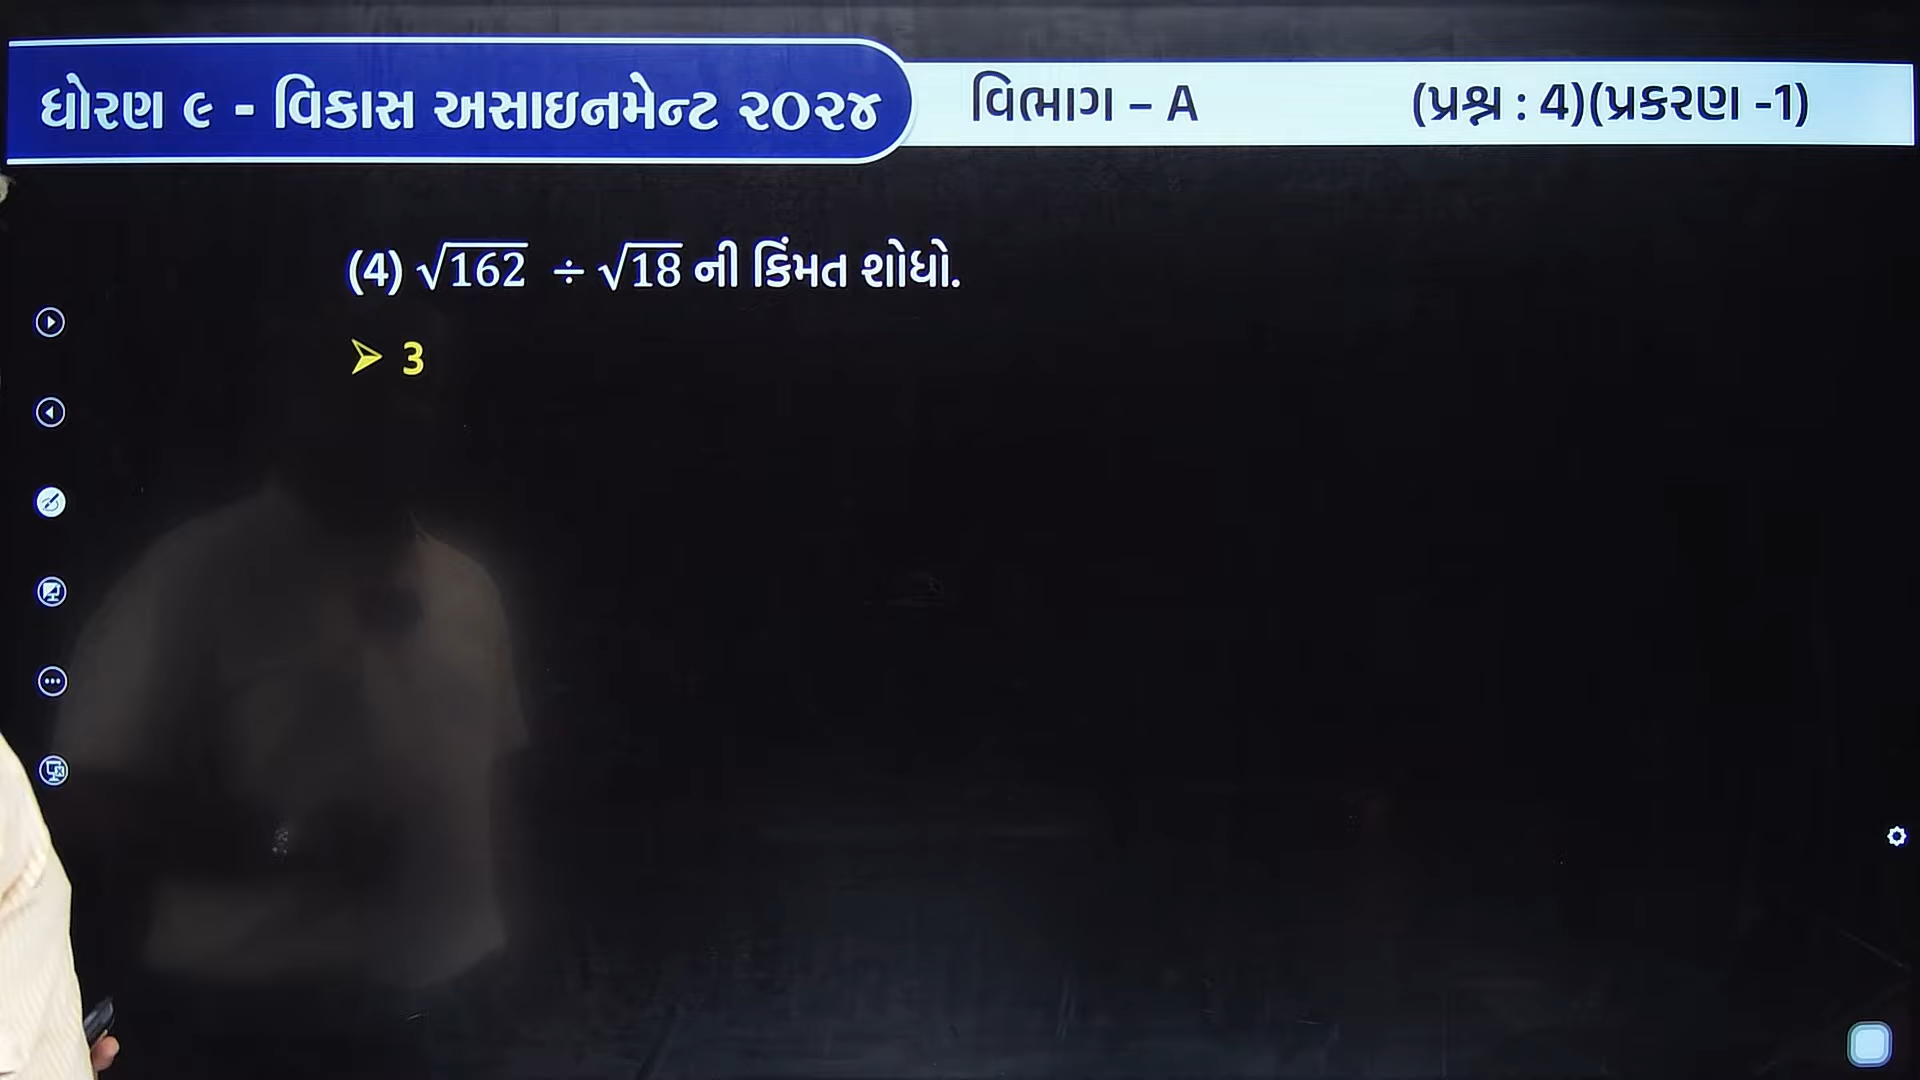 ધોરણ ૯ - વિકાસ અસાઇનમેન્ટ ૨૦૨૪ વિભાગ – A (પ્રશ્ન : 4)(પ્રકરણ -1)
(4) √162 ÷ √18 ની કિંમત શોધો.
➢ 3